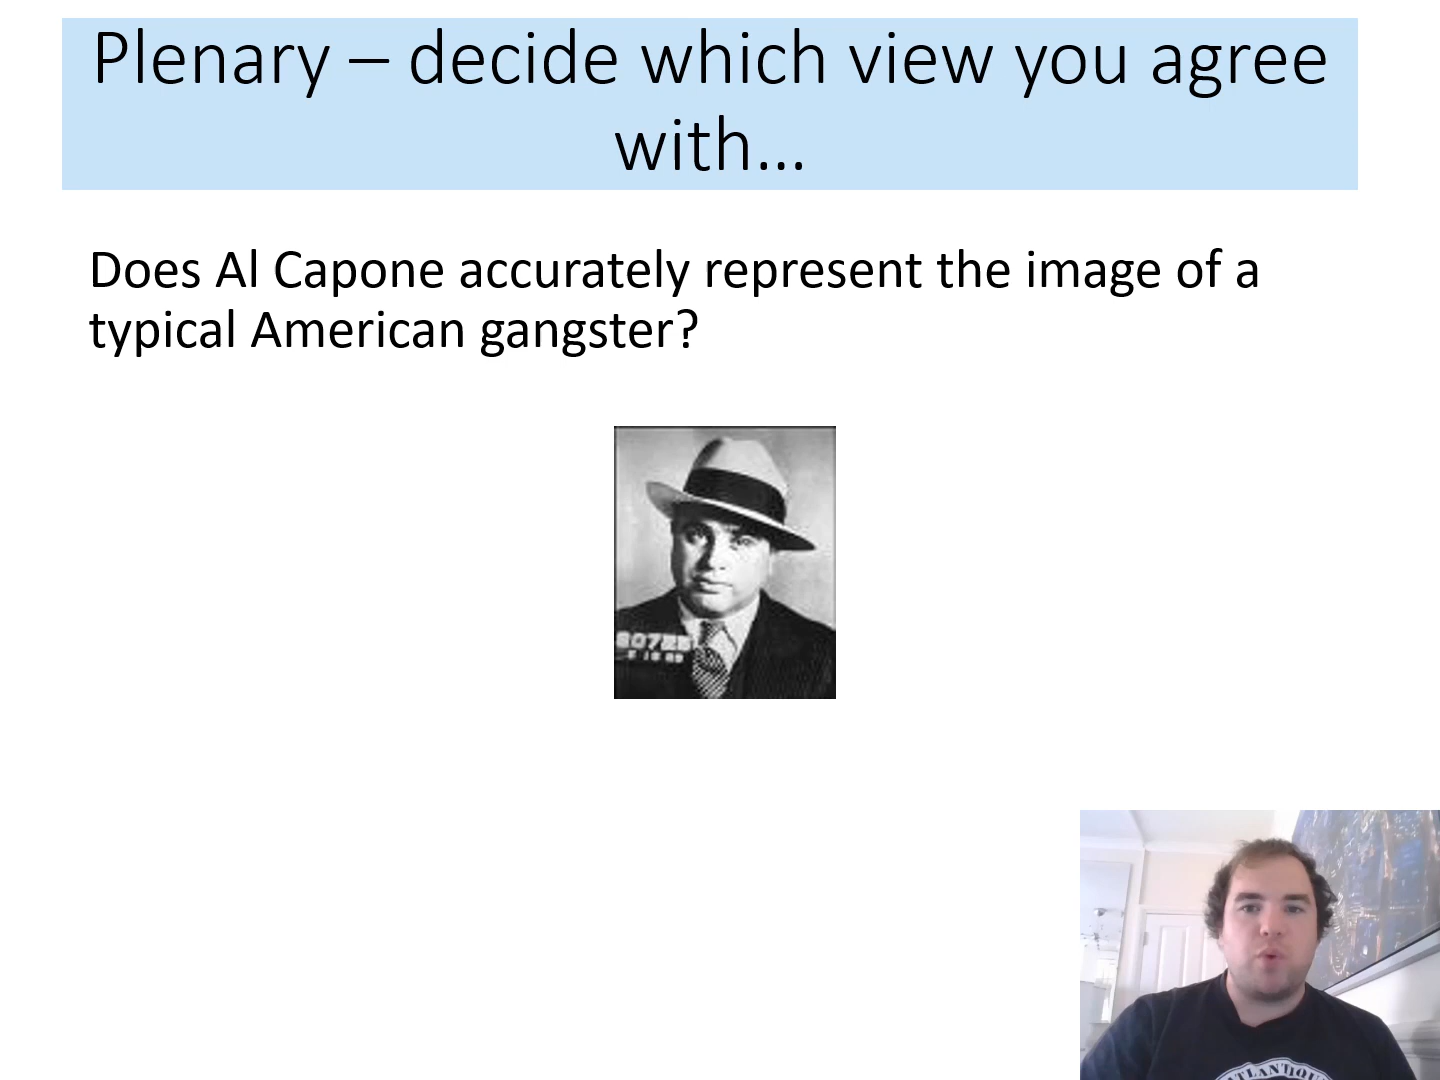 Plenary – decide which view you agree
with…
Does Al Capone accurately represent the image of a
typical American gangster?